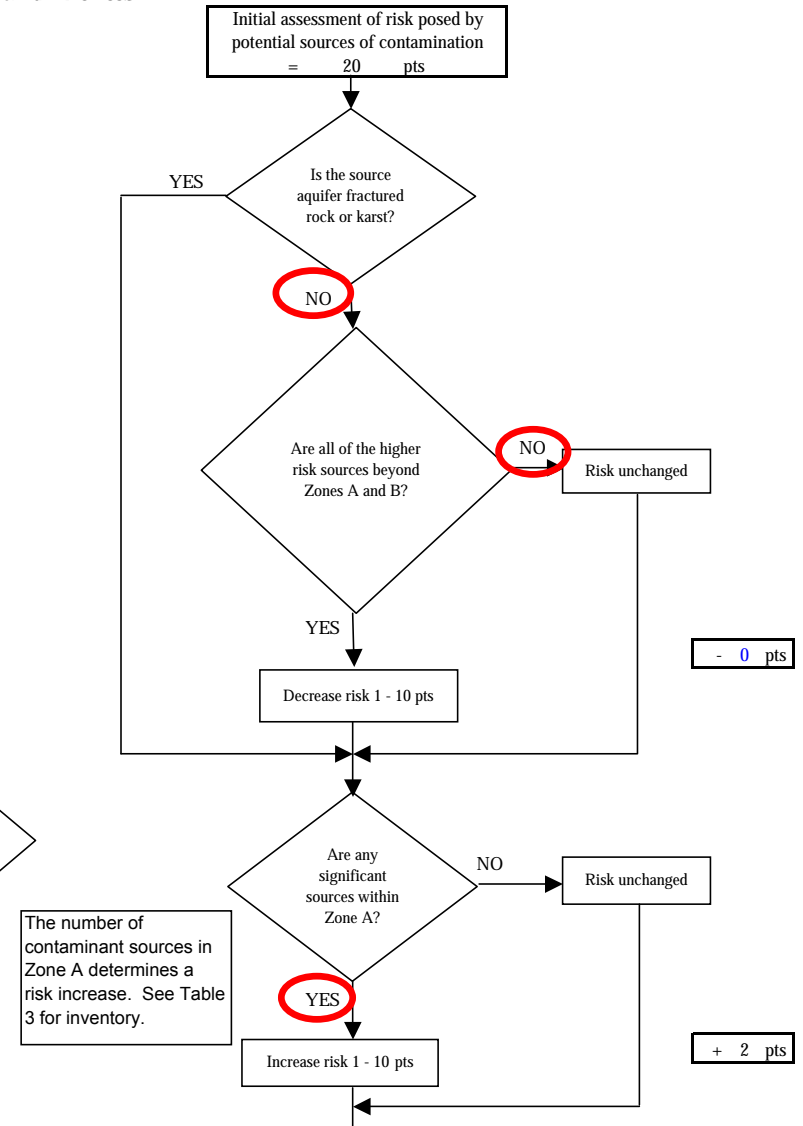 Initial assessment of risk posed by
potential sources of contamination
= 20 pts
YES
Is the source
aquifer fractured
rock or karst?
NO
Are all of the higher
risk sources beyond
Zones A and B?
NO
Risk unchanged
YES
- 0 pts
Decrease risk 1 - 10 pts
Are any
significant
sources within
Zone A?
NO
Risk unchanged
The number of
contaminant sources in
Zone A determines a
risk increase. See Table
3 for inventory.
YES
Increase risk 1 - 10 pts
+ 2 pts